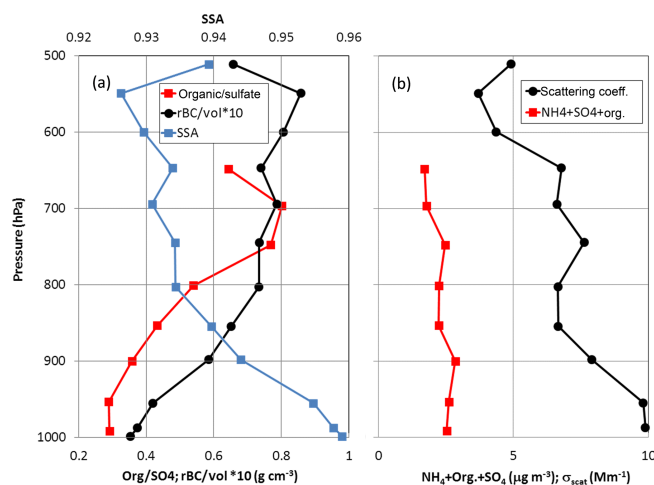 SSA
0.92 0.93 0.94 0.95 0.96
500
600
700
800
900
1000
Pressure (hPa)
(a)
Organic/sulfate
rBC/vol*10
SSA
0 0.2 0.4 0.6 0.8 1
Org/SO4; rBC/vol *10 (g cm⁻³)
(b)
Scattering coeff.
NH4+SO4+org.
0 5 10
NH₄+Org.+SO₄ (µg m⁻³); σscat (Mm⁻¹)